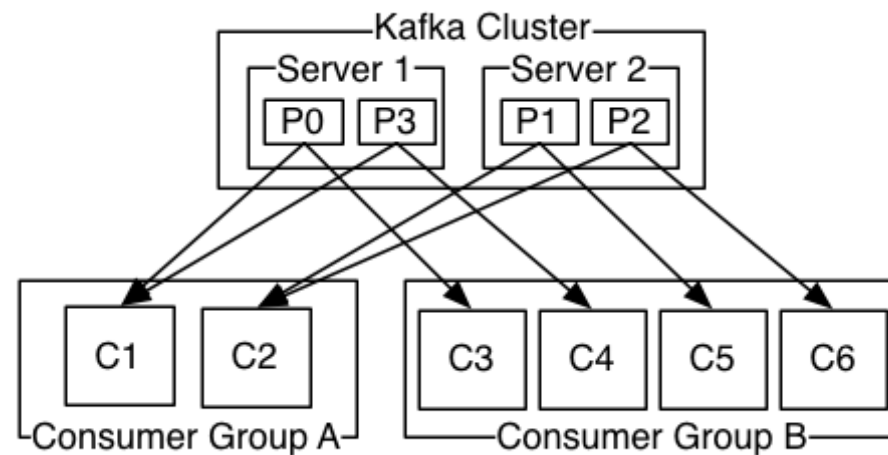 Kafka Cluster
Server 1 Server 2
P0 P3 P1 P2
C1 C2 C3 C4 C5 C6
Consumer Group A Consumer Group B